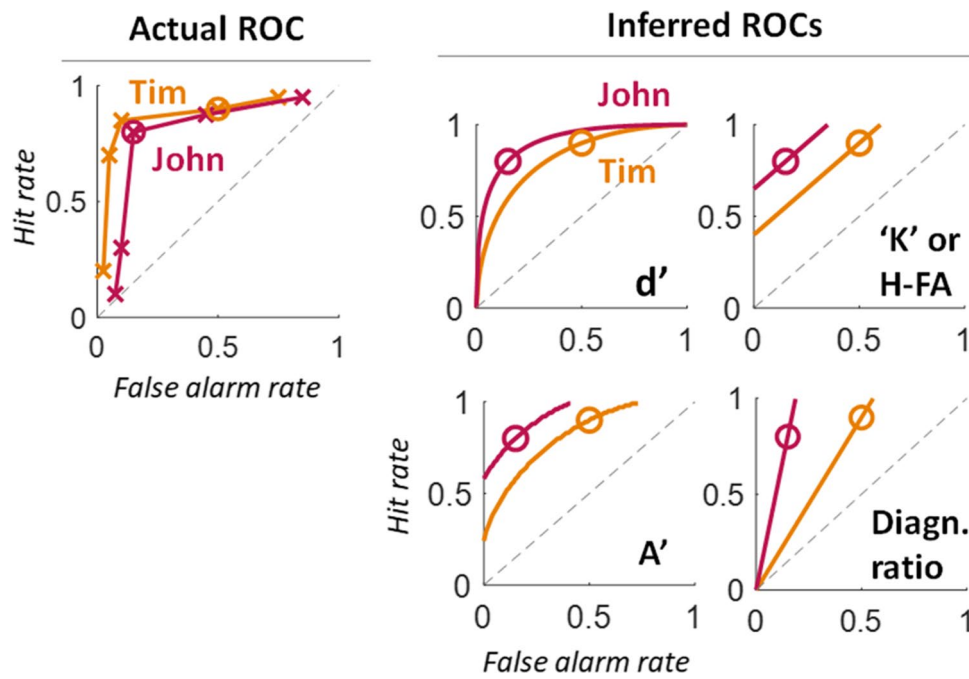 Actual ROC
Inferred ROCs
1
Tim
John
0.5
0
0
0.5
1
Hit rate
False alarm rate
John
Tim
1
0.5
0
d’
0
0.5
1
1
0.5
0
‘K’ or
H-FA
0
0.5
1
1
0.5
0
A’
0
0.5
1
Hit rate
False alarm rate
1
0.5
0
Diagn.
ratio
0
0.5
1